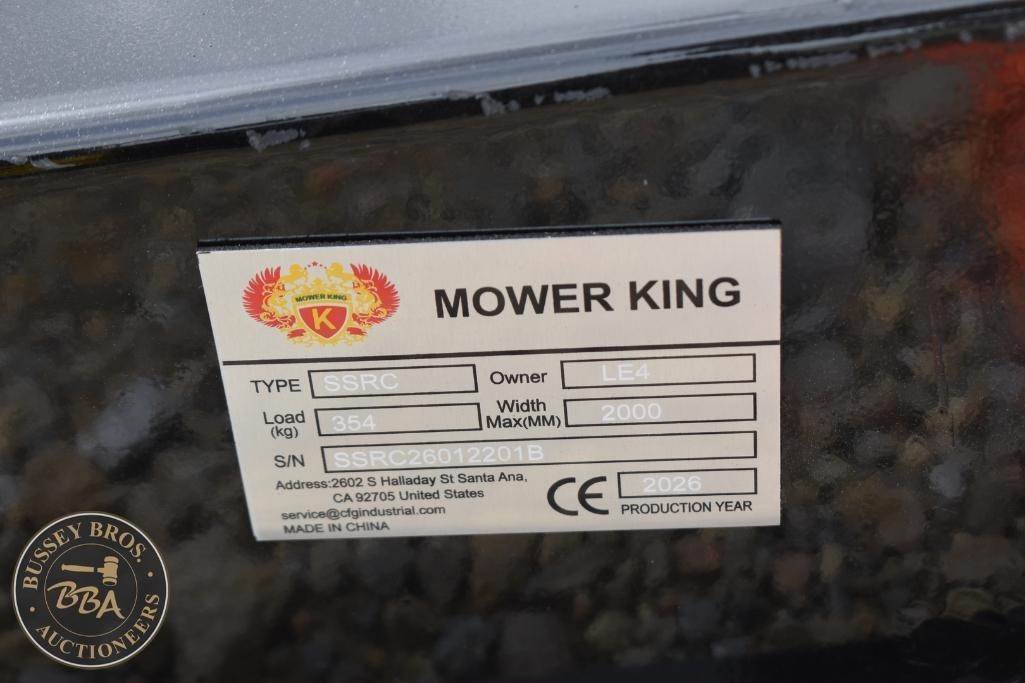 MOWER KING
K
MOWER KING
TYPE SSRC Owner LE4
Load (kg) 354 Width Max(MM) 2000
S/N SSRC26012201B
Address:2602 S Halladay St Santa Ana,
CA 92705 United States
service@cfgindustrial.com
MADE IN CHINA
CE 2026
PRODUCTION YEAR
BUSSEY BROS.
BBA
AUCTIONEERS